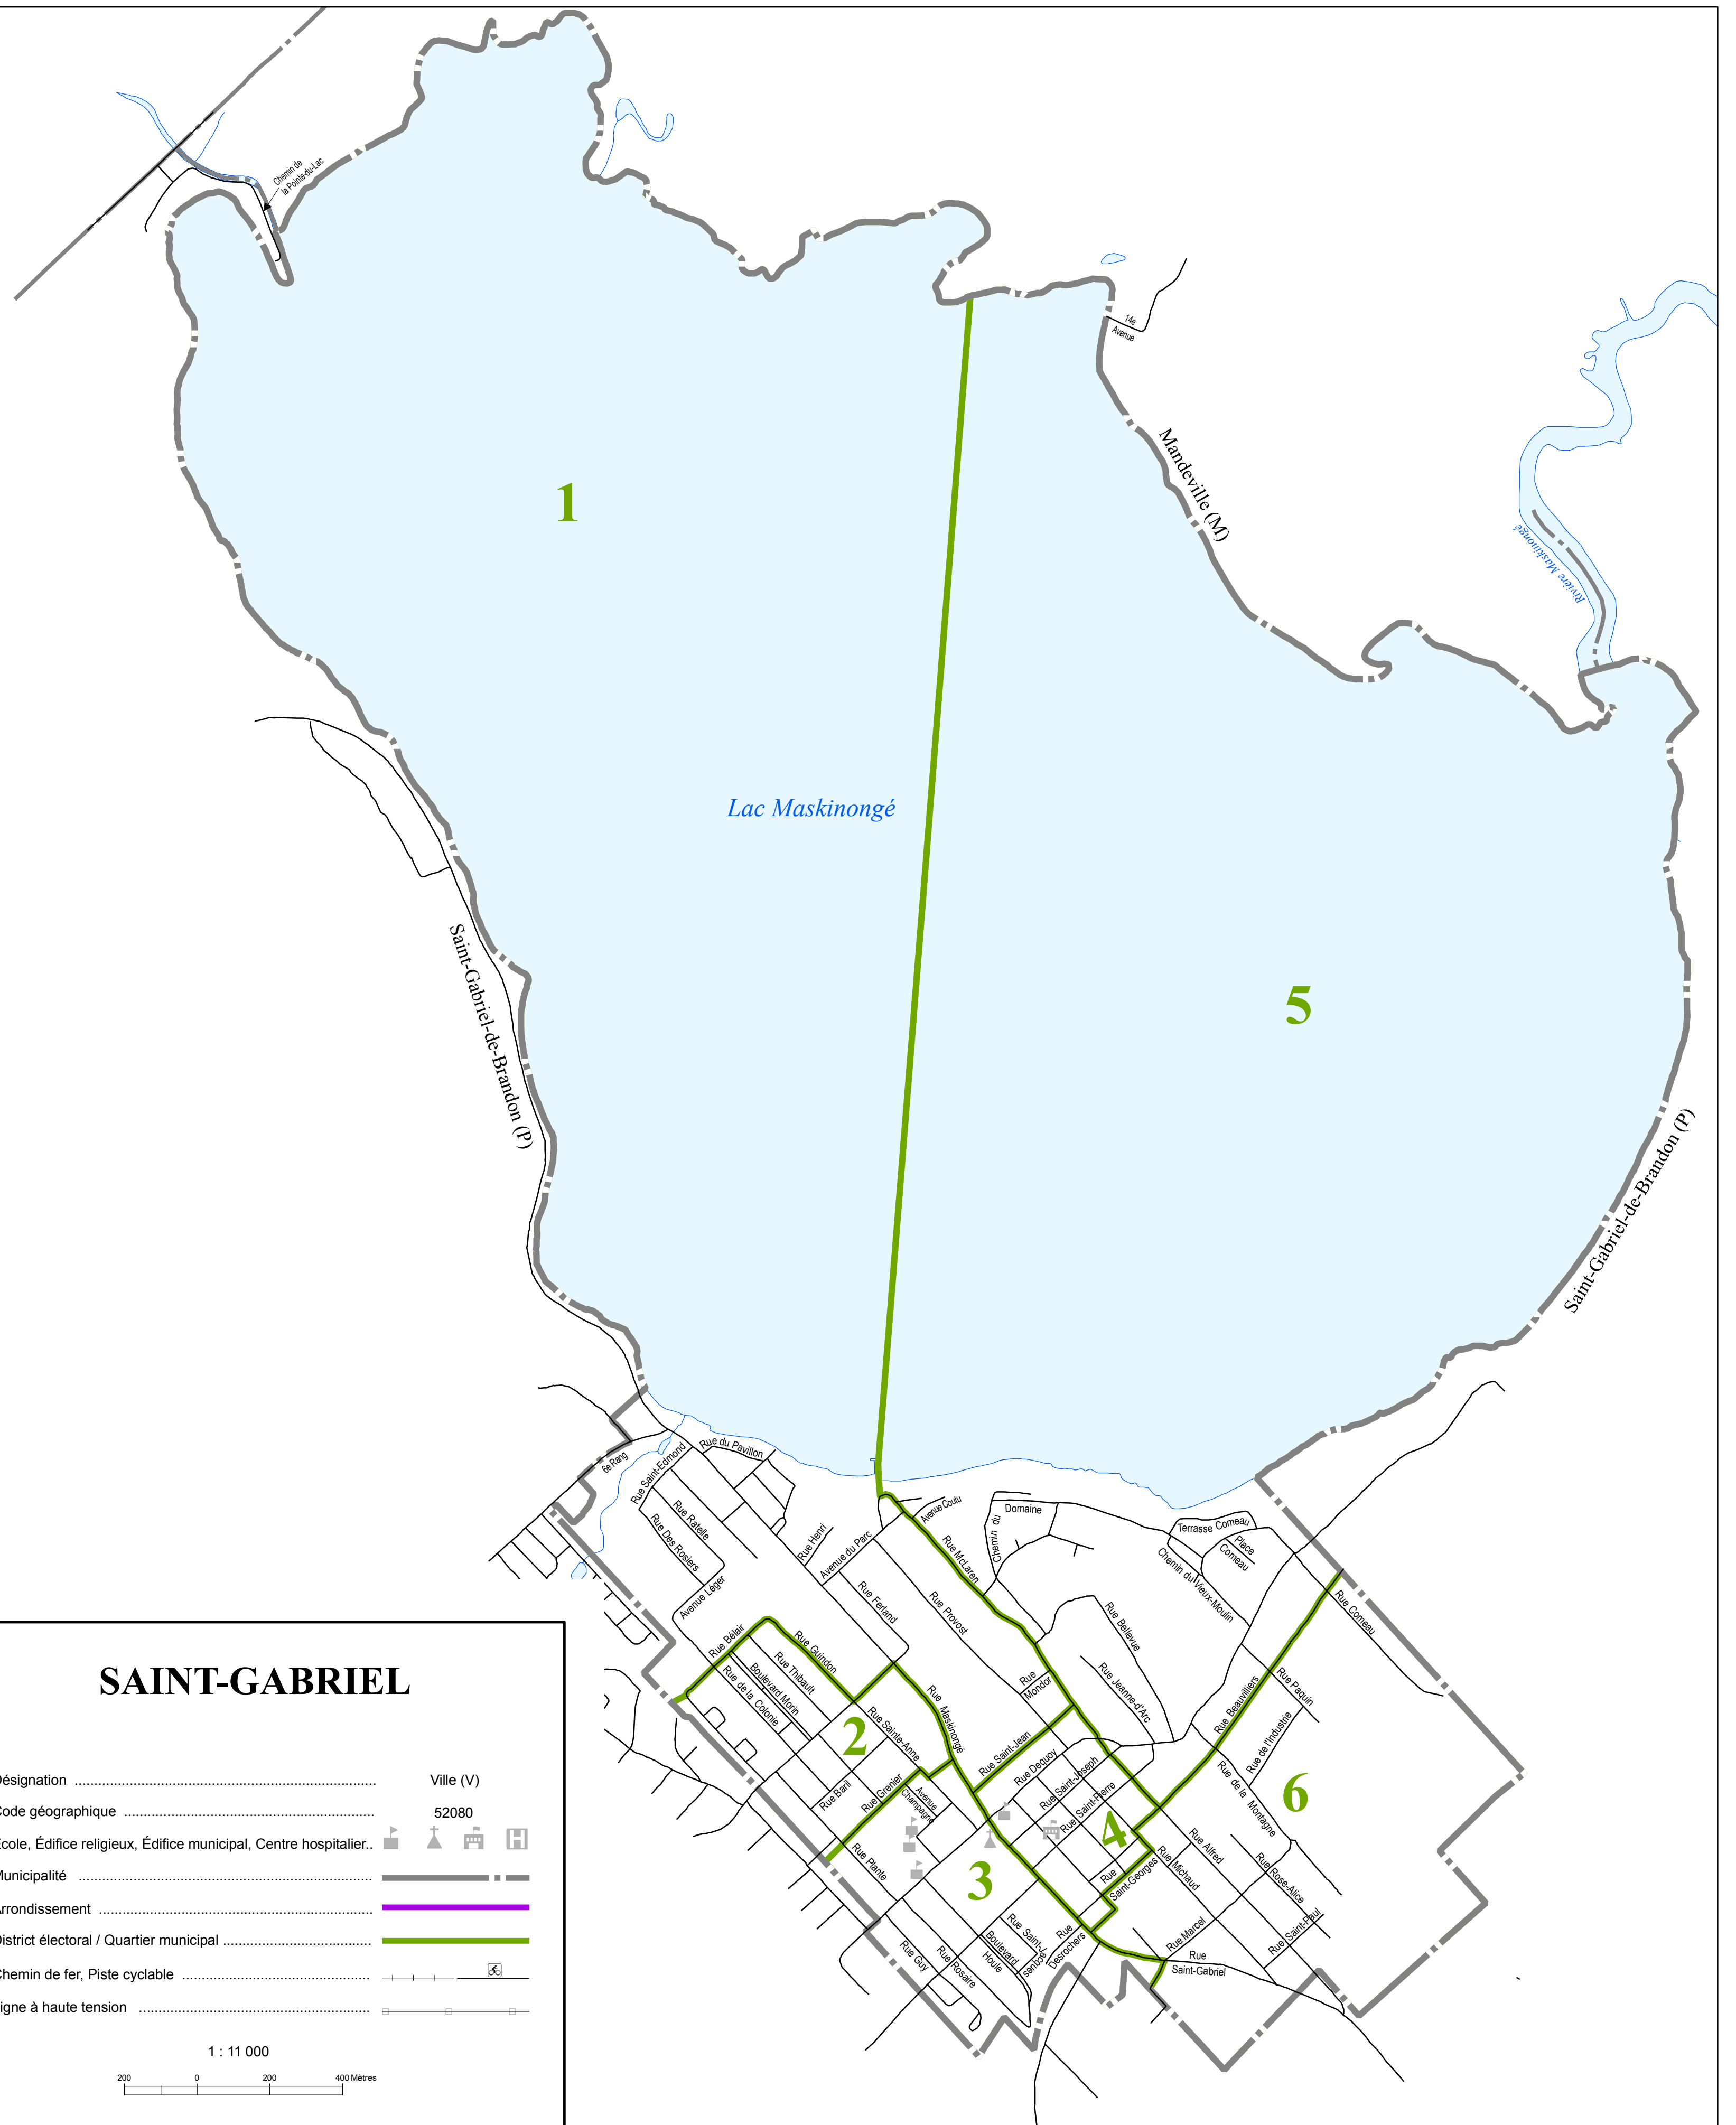 Chemin de
la Pointe-du-Lac
14e
Avenue
Mandeville (M)
1
Rivière Maskinongé
Lac Maskinongé
Saint-Gabriel-de-Brandon (P)
5
Saint-Gabriel-de-Brandon (P)
6e Rang
Rue Saint-Edmond
Rue du Pavillon
Rue Ratelle
Rue Des Rosiers
Rue Henri
Avenue du Parc
Avenue Léger
Rue Ferland
Avenue Coutu
Rue McLaren
Chemin du
Domaine
Terrasse Comeau
Place
Comeau
Chemin du Vieux-Moulin
Rue Comeau
Rue Provost
Rue Bellevue
Rue Jeanne-d'Arc
Rue
Mondor
Rue Bélair
Rue Guindon
Rue Thibault
Boulevard Morin
Rue de la Colonie
2
Rue Sainte-Anne
Rue Maskinongé
Rue Saint-Jean
Rue Dequoy
Rue Saint-Joseph
Rue Saint-Pierre
Rue Beauvilliers
Rue Paquin
Rue de l'Industrie
Rue de la Montagne
6
Rue Baril
Rue Grenier
Avenue
Champagne
4
Rue Plante
3
Rue
Saint-Georges
Rue Michaud
Rue Alfred
Rue Rose-Alice
Rue Saint-Paul
Rue Marcel
Rue
Saint-Gabriel
Rue Saint-Jacques
Rue
Desrochers
Boulevard
Houle
Rue Rosaire
Rue Guy
SAINT-GABRIEL
Désignation ........ Ville (V)
Code géographique ........ 52080
École, Édifice religieux, Édifice municipal, Centre hospitalier..
H
Municipalité ........
Arrondissement ........
District électoral / Quartier municipal ........
Chemin de fer, Piste cyclable ........
Ligne à haute tension ........
1 : 11 000
200 0 200 400 Mètres